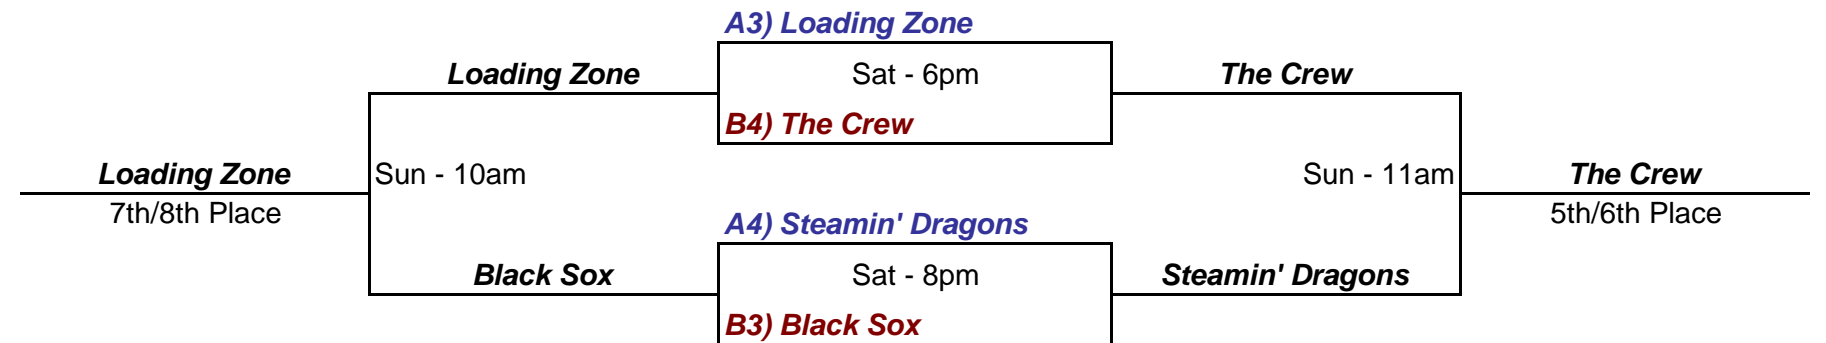 A3) Loading Zone
Loading Zone
Sat - 6pm
The Crew
B4) The Crew
Loading Zone
Sun - 10am
Sun - 11am
The Crew
7th/8th Place
5th/6th Place
A4) Steamin' Dragons
Black Sox
Sat - 8pm
Steamin' Dragons
B3) Black Sox